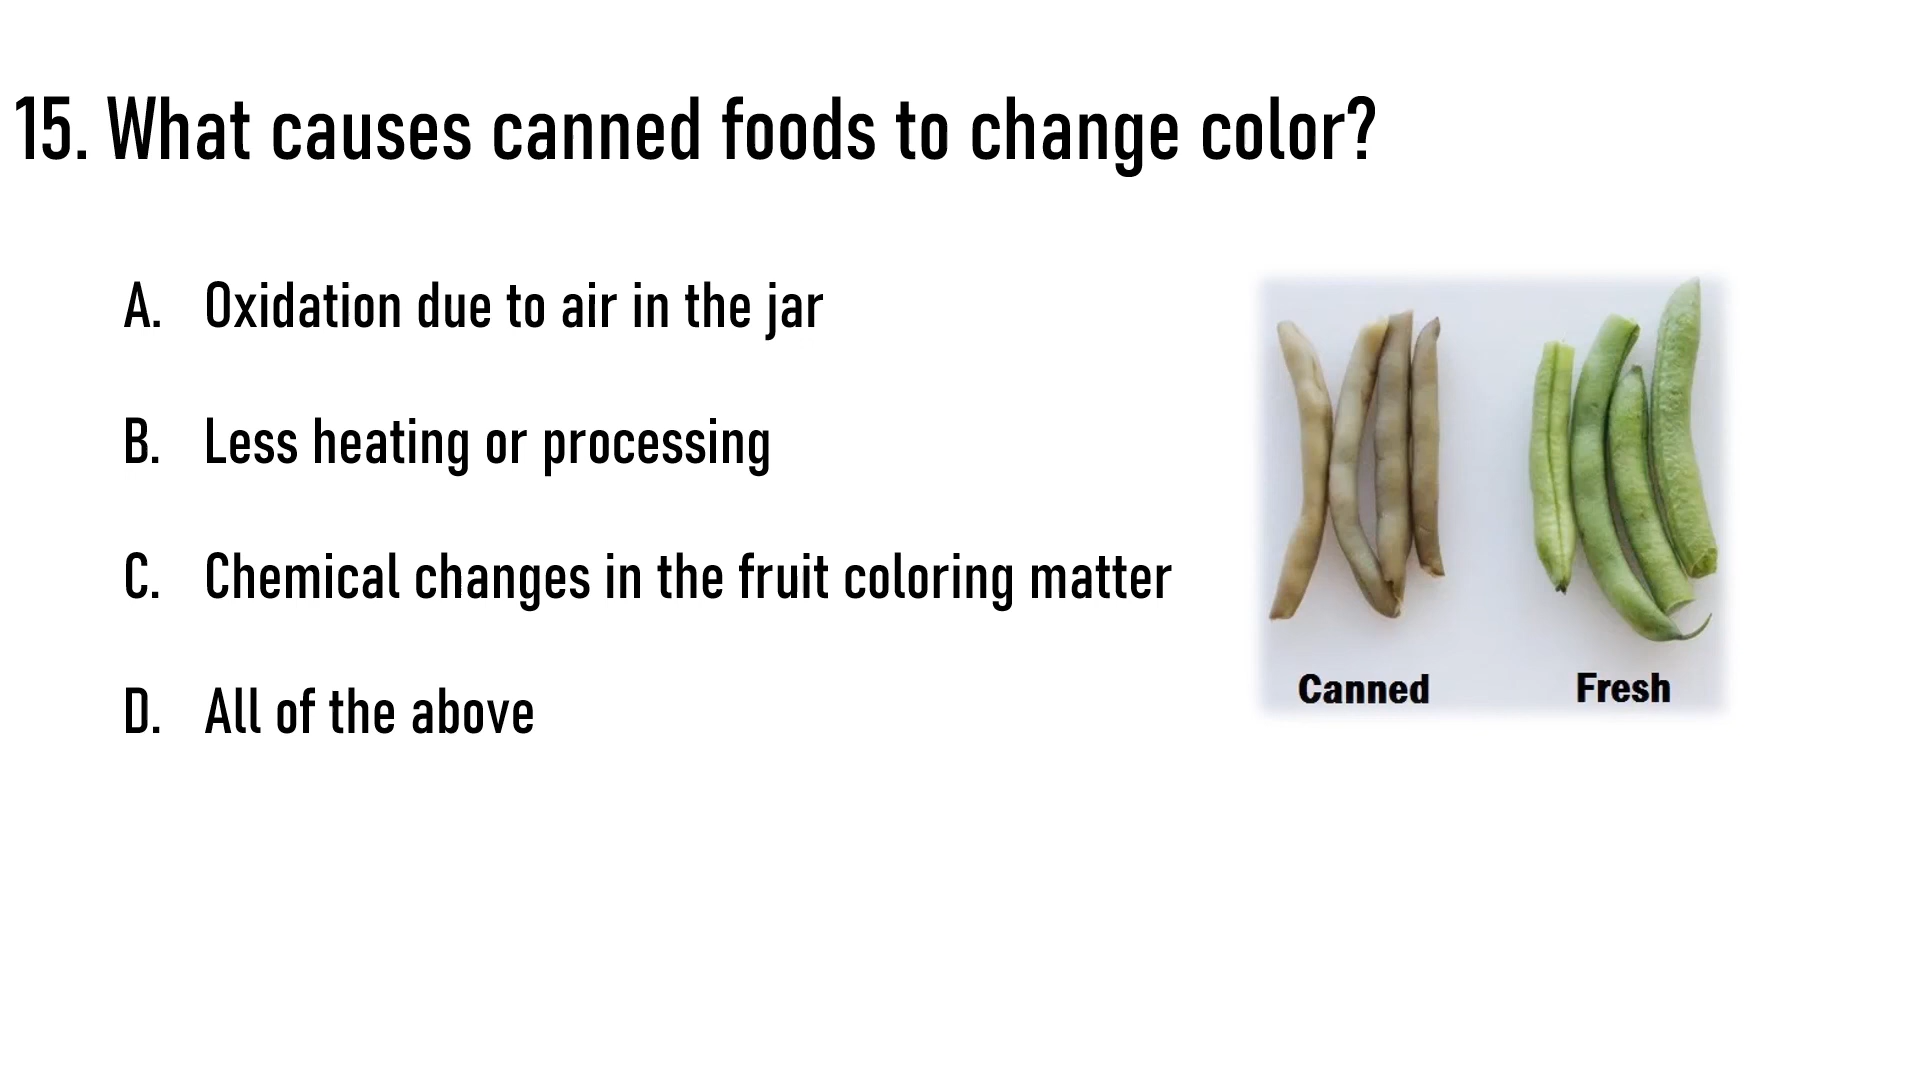 15. What causes canned foods to change color?
A. Oxidation due to air in the jar
B. Less heating or processing
C. Chemical changes in the fruit coloring matter
D. All of the above
Canned Fresh